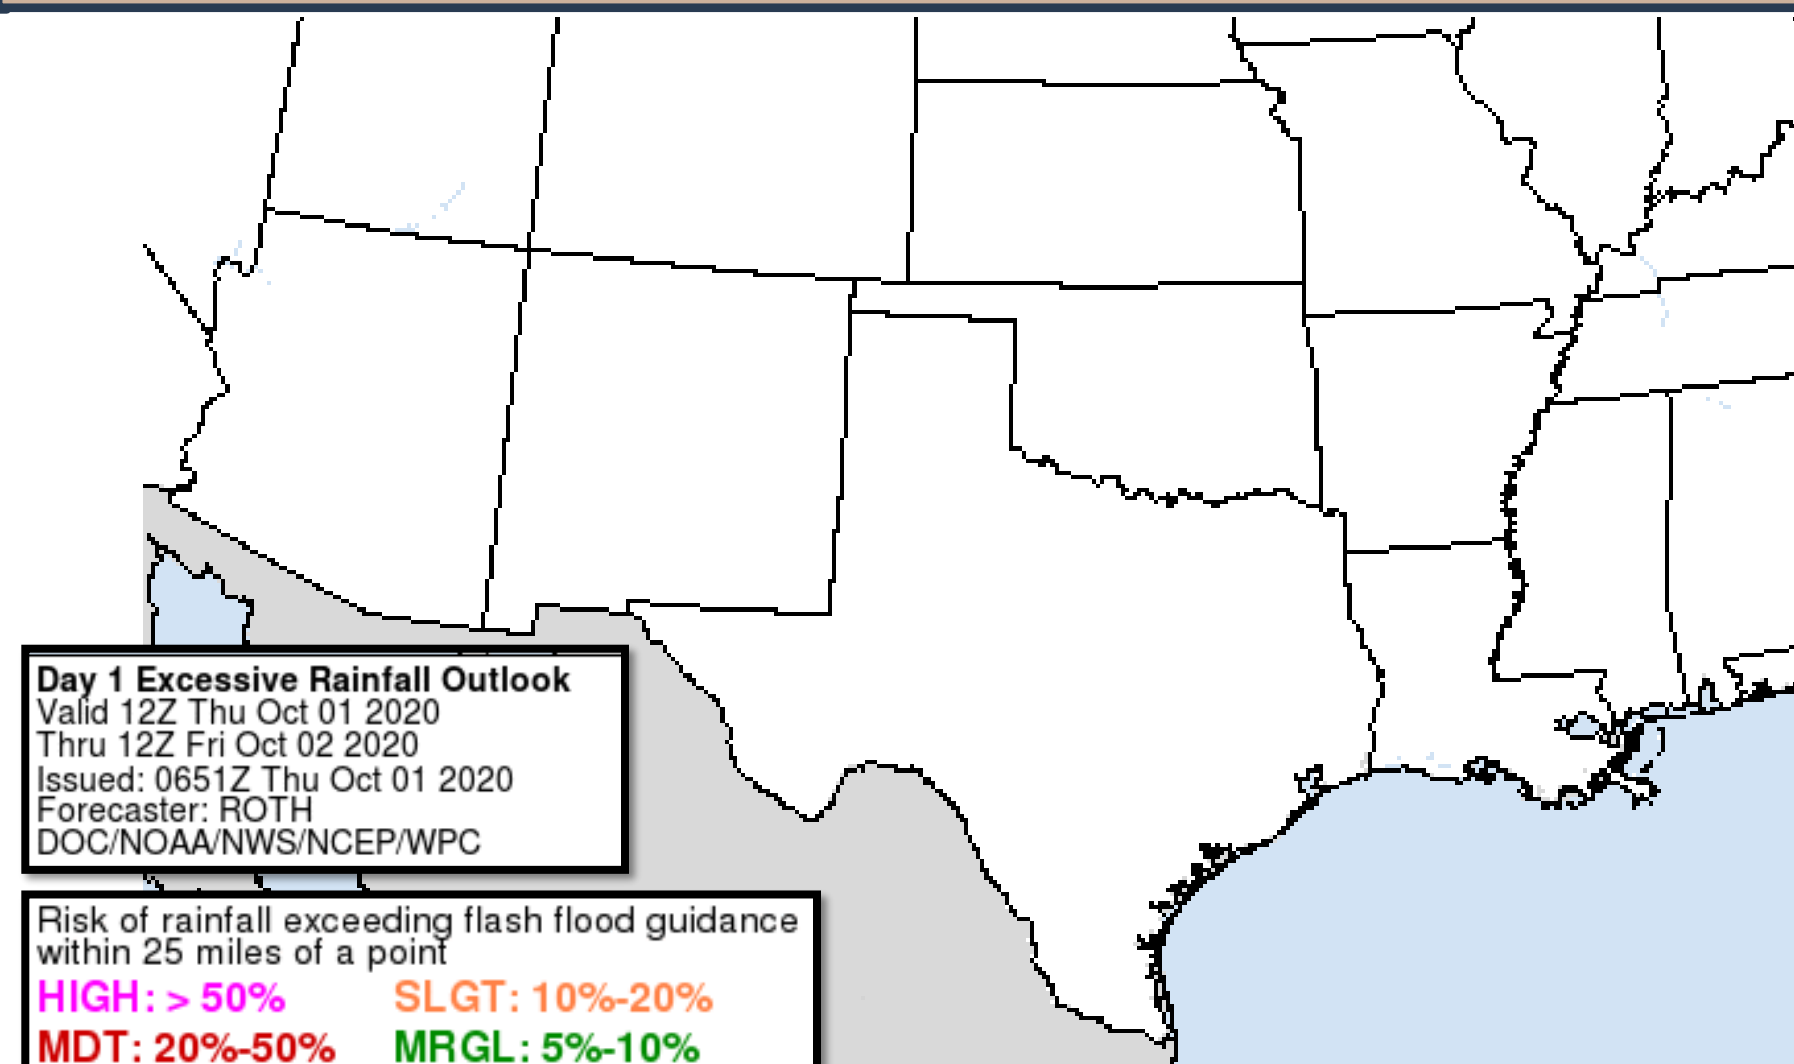 Day 1 Excessive Rainfall Outlook
Valid 12Z Thu Oct 01 2020
Thru 12Z Fri Oct 02 2020
Issued: 0651Z Thu Oct 01 2020
Forecaster: ROTH
DOC/NOAA/NWS/NCEP/WPC
Risk of rainfall exceeding flash flood guidance
within 25 miles of a point
HIGH: > 50% SLGT: 10%-20%
MDT: 20%-50% MRGL: 5%-10%